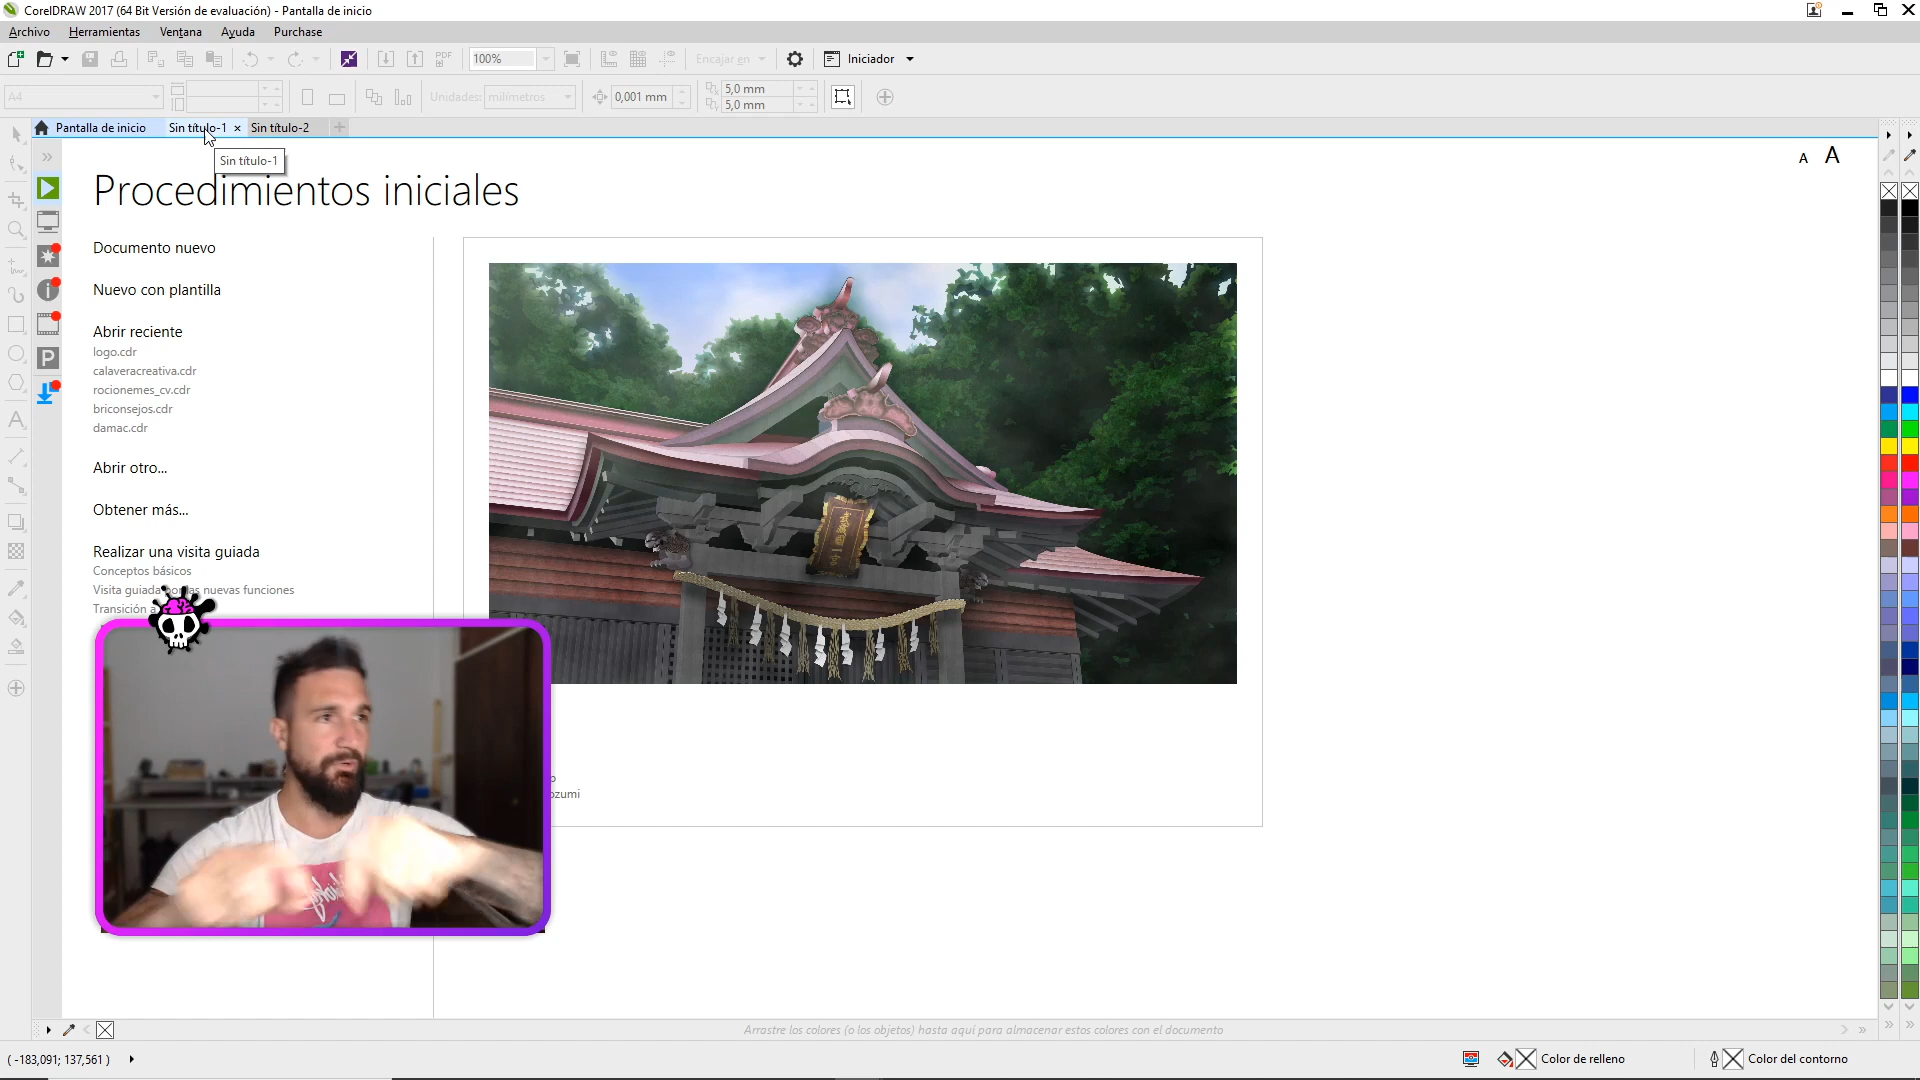 CorelDRAW 2017 (64 Bit Versión de evaluación) - Pantalla de inicio
Archivo Herramientas Ventana Ayuda Purchase
PDF 100% Encajar en Iniciador
A4 Unidades: milímetros 0,001 mm 5,0 mm
5,0 mm
Pantalla de inicio Sin título-1 Sin título-2
Sin título-1
A A
Procedimientos iniciales
Documento nuevo
Nuevo con plantilla
Abrir reciente
logo.cdr
calaveracreativa.cdr
rocionemes_cv.cdr
briconsejos.cdr
damac.cdr
Abrir otro...
Obtener más...
Realizar una visita guiada
Conceptos básicos
Visita guiada nuevas funciones
Transición a
ozumi
Arrastre los colores (o los objetos) hasta aquí para almacenar estos colores con el documento
( -183,091; 137,561 ) Color de relleno Color del contorno